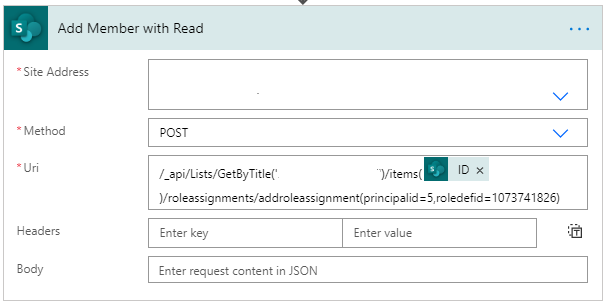 Add Member with Read
* Site Address
* Method
POST
* Uri
/_api/Lists/GetByTitle(' ')/items( ID ×
)/roleassignments/addroleassignment(principalid=5,roledefid=1073741826)
Headers
Enter key
Enter value
Body
Enter request content in JSON